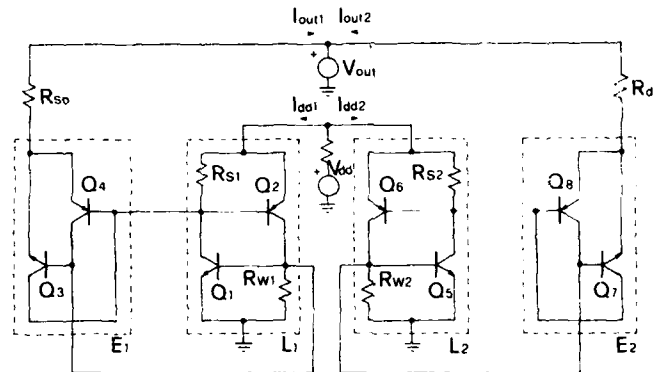 Iout1 Iout2
+
Vout
Rso
Rd
Idd1 Idd2
+
Vdd
Q4
RS1
Q2
Q6
RS2
Q8
Q3
Q1
RW1
RW2
Q5
Q7
E1
L1
L2
E2